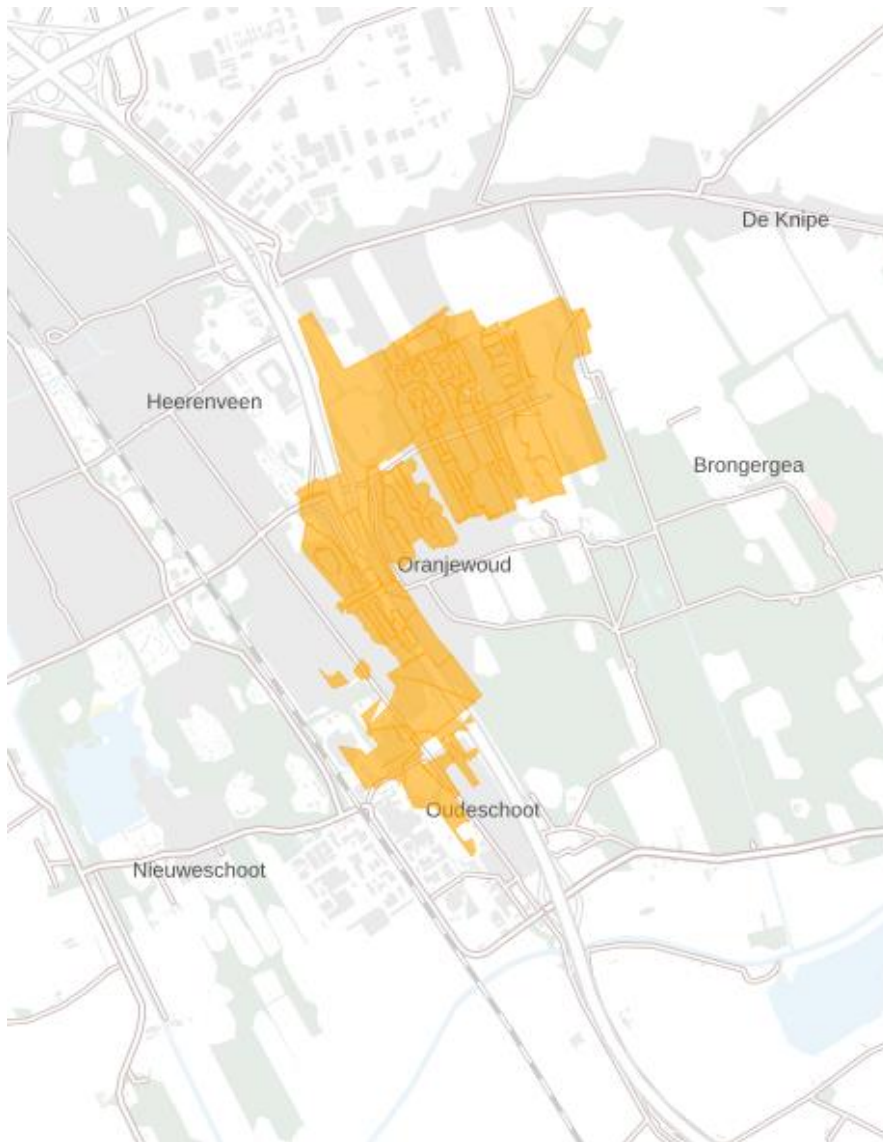 De Knipe
Heerenveen
Brongergea
Oranjewoud
Oudeschoot
Nieuweschoot